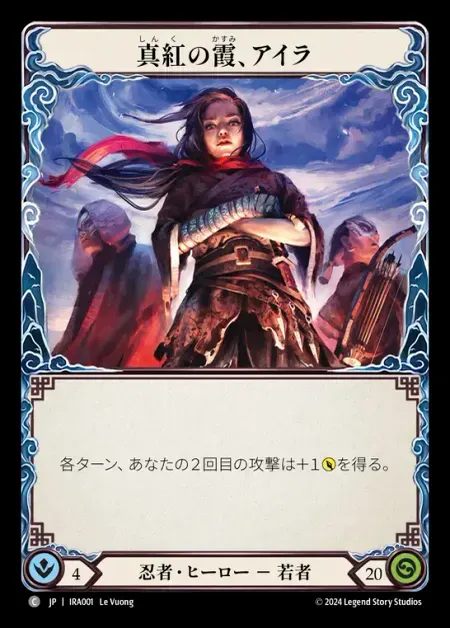 しんく かすみ
真紅の霞、アイラ
各ターン、あなたの２回目の攻撃は＋１を得る。
4 忍者・ヒーロー － 若者 20
C JP | IRA001 Le Vuong © 2024 Legend Story Studios